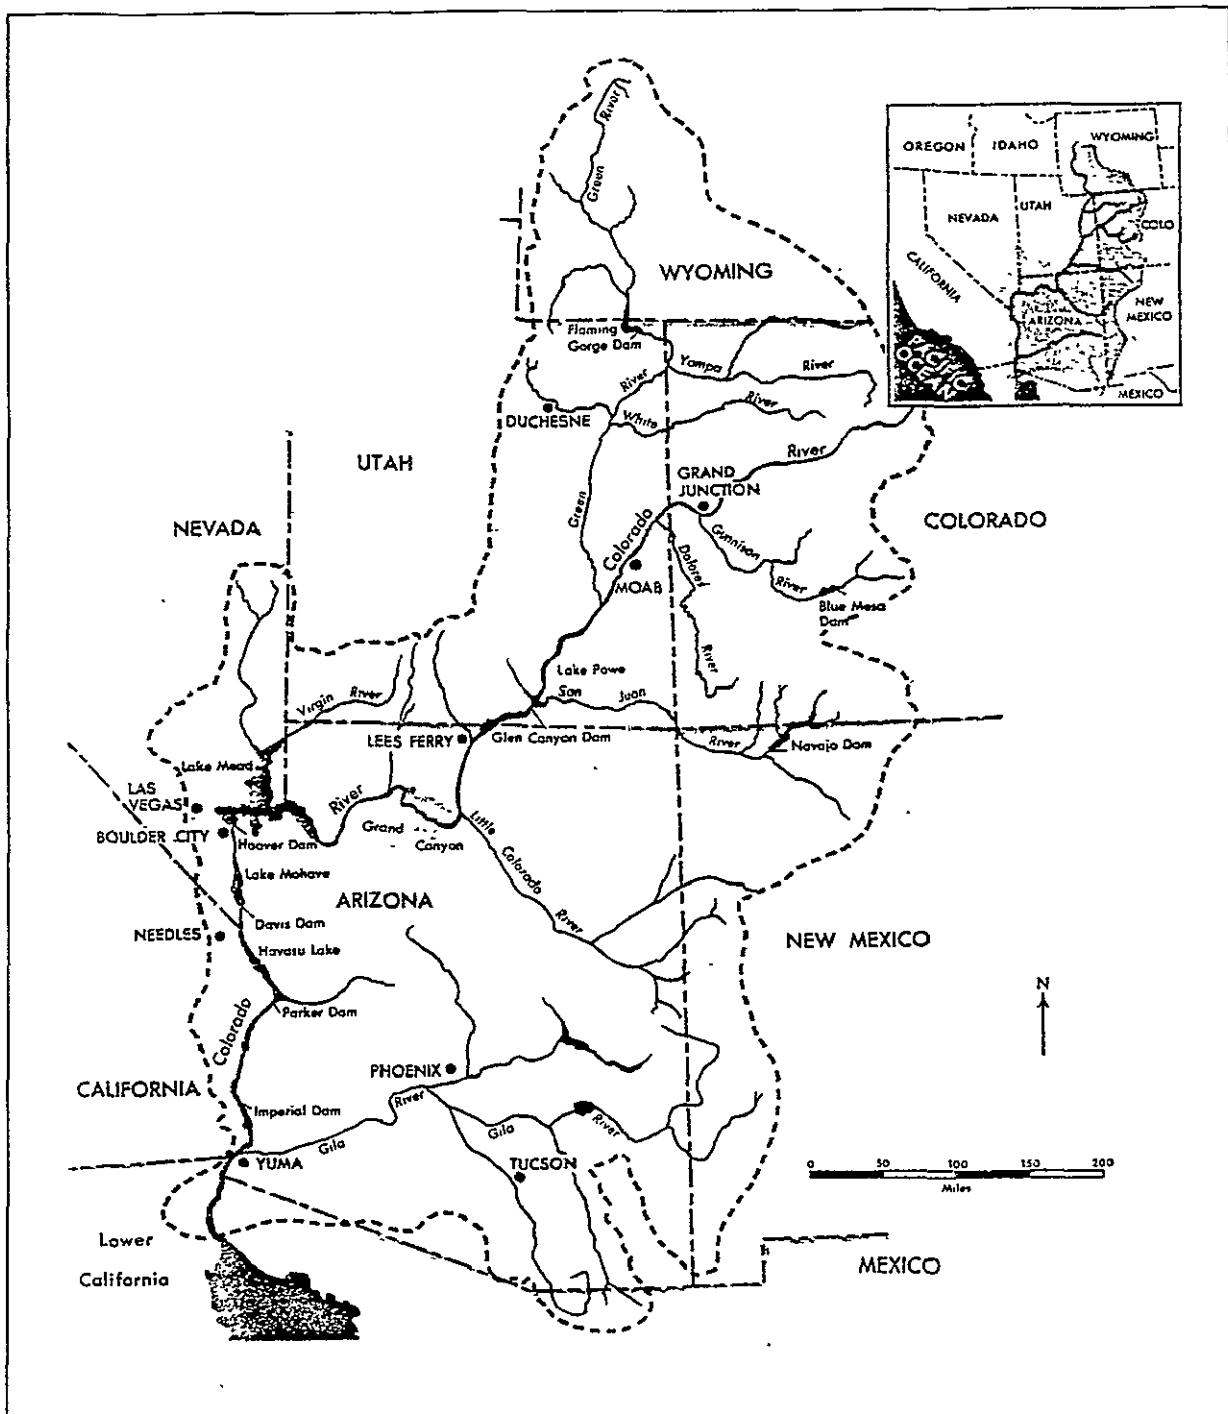 River
Green
WYOMING
Flaming
Gorge Dam
Yampa
River
River
DUCHESNE
White
River
UTAH
River
GRAND
JUNCTION
Green
NEVADA
Colorado
Gunnison
River
COLORADO
Dolores
River
MOAB
Blue Mesa
Dam
Lake Powe
San Juan
River
Virgin River
LEES FERRY
Glen Canyon Dam
Navajo Dam
Lake Mead
LAS
VEGAS
River
BOULDER CITY
Hoover Dam
Grand
Canyon
Little
Colorado
River
Lake Mohave
ARIZONA
Davis Dam
NEEDLES
Havasu Lake
NEW MEXICO
Parker Dam
Colorado
PHOENIX
CALIFORNIA
Imperial Dam
River
Gila
Gila
River
YUMA
TUCSON
Lower
California
MEXICO
N
0 50 100 150 200
Miles
OREGON
IDAHO
WYOMING
NEVADA
UTAH
COLO
CALIFORNIA
ARIZONA
NEW
MEXICO
PACIFIC
OCEAN
MEXICO